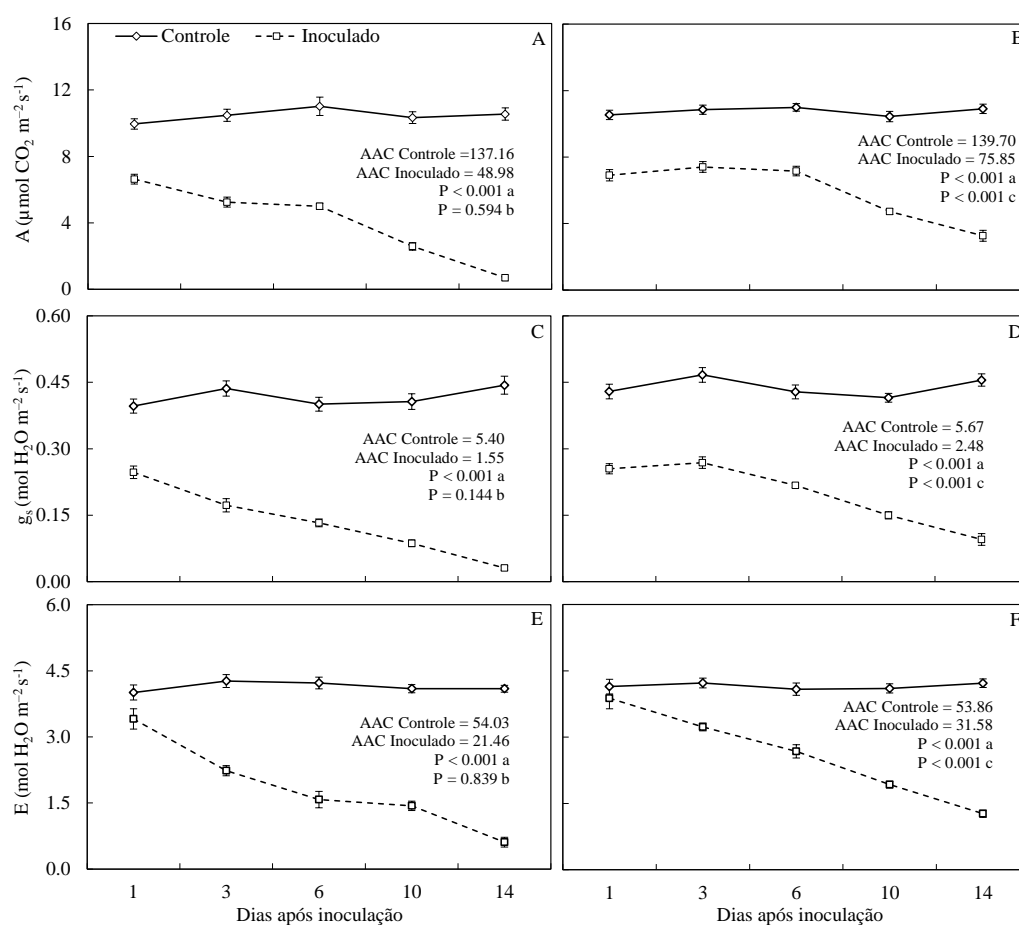 Controle Inoculado
A
16
12
8
4
0
A (µmol CO₂ m⁻² s⁻¹)
AAC Controle =137.16
AAC Inoculado = 48.98
P < 0.001 a
P = 0.594 b
B
AAC Controle = 139.70
AAC Inoculado = 75.85
P < 0.001 a
P < 0.001 c
C
0.60
0.45
0.30
0.15
0.00
gₛ (mol H₂O m⁻² s⁻¹)
AAC Controle = 5.40
AAC Inoculado = 1.55
P < 0.001 a
P = 0.144 b
D
AAC Controle = 5.67
AAC Inoculado = 2.48
P < 0.001 a
P < 0.001 c
E
6.0
4.5
3.0
1.5
0.0
E (mol H₂O m⁻² s⁻¹)
AAC Controle = 54.03
AAC Inoculado = 21.46
P < 0.001 a
P = 0.839 b
1 3 6 10 14
Dias após inoculação
F
AAC Controle = 53.86
AAC Inoculado = 31.58
P < 0.001 a
P < 0.001 c
1 3 6 10 14
Dias após inoculação